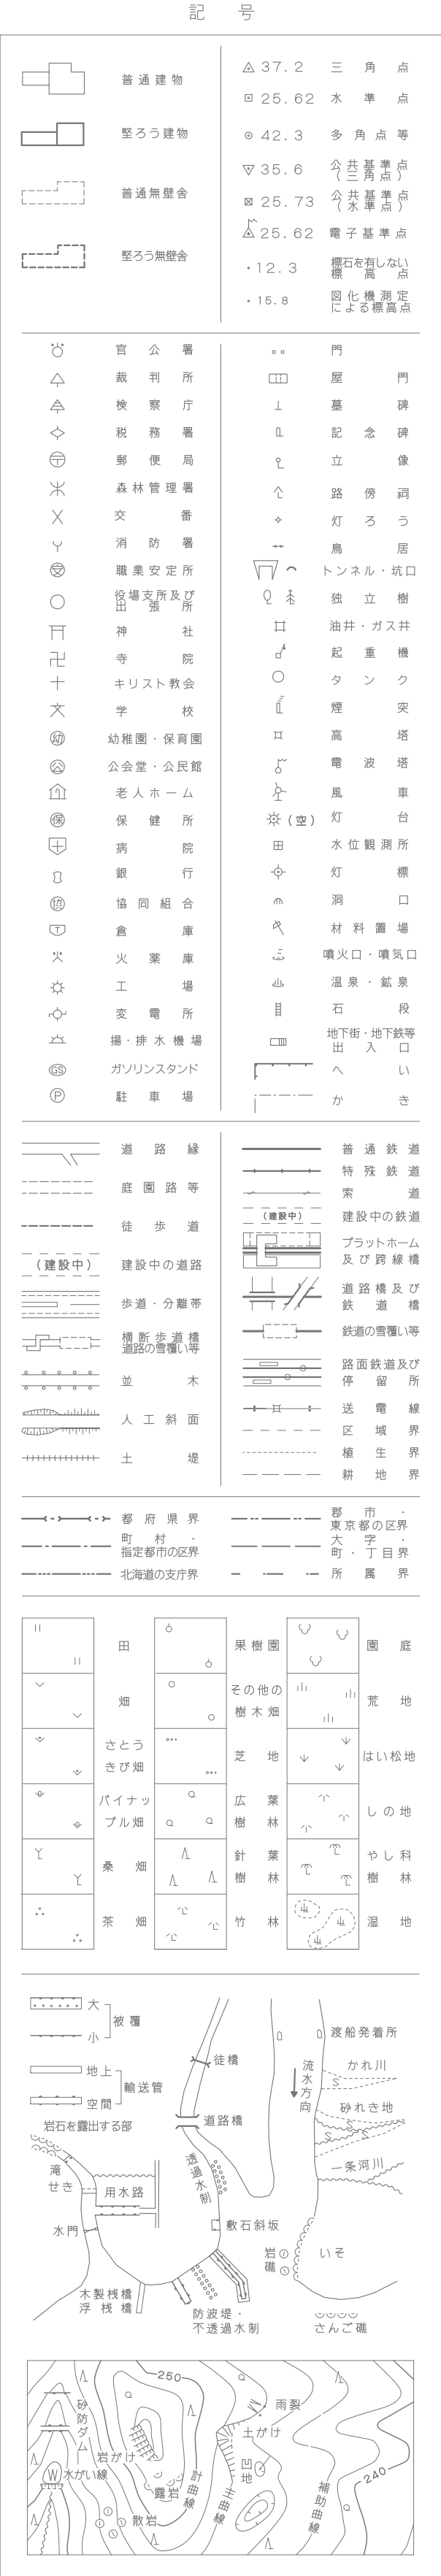 記 号
普通建物
堅ろう建物
普通無壁舎
堅ろう無壁舎
37.2 三角点
25.62 水準点
42.3 多角点等
35.6 公共基準点
(三角点)
25.73 公共基準点
(水準点)
25.62 電子基準点
・12.3 標石を有しない
標高点
・15.8 図化機測定
による標高点
官公署
裁判所
検察庁
税務署
郵便局
森林管理署
交番
消防署
職業安定所
役場支所及び
出張所
神社
寺院
キリスト教会
文 学校
幼 幼稚園・保育園
公 公会堂・公民館
老人ホーム
保 保健所
病院
銀行
協 協同組合
倉庫
火薬庫
工場
変電所
揚・排水機場
GS ガソリンスタンド
P 駐車場
門
屋門
墓碑
記念碑
立像
路傍祠
灯ろう
鳥居
トンネル・坑口
独立樹
油井・ガス井
起重機
タンク
煙突
高塔
電波塔
風車
(空) 灯台
水位観測所
灯標
洞口
材料置場
噴火口・噴気口
温泉・鉱泉
石段
地下街・地下鉄等
出入口
へい
かき
道路縁
庭園路等
徒歩道
(建設中) 建設中の道路
歩道・分離帯
横断歩道橋
道路の雪覆い等
並木
人工斜面
土堤
普通鉄道
特殊鉄道
索道
(建設中) 建設中の鉄道
プラットホーム
及び跨線橋
道路橋及び
鉄道橋
鉄道の雪覆い等
路面鉄道及び
停留所
送電線
区域界
植生界
耕地界
都府県界
町村・
指定都市の区界
北海道の支庁界
郡市・
東京都の区界
大字・
町・丁目界
所属界
田
畑
さとう
きび畑
パイナッ
プル畑
桑畑
茶畑
果樹園
その他の
樹木畑
芝地
広葉
樹林
針葉
樹林
竹林
園庭
荒地
はい松地
しの地
やし科
樹林
湿地
大
小
被覆
地上
空間
輸送管
岩石を露出する部
滝
せき
用水路
水門
木製桟橋
浮桟橋
徒橋
道路橋
透過水制
敷石斜坂
防波堤・
不透過水制
渡船発着所
流水方向
かれ川
砂れき地
一条河川
岩礁
いそ
さんご礁
250
砂防ダム
岩がけ
W
水がい線
露岩
散岩
計曲線
主曲線
雨裂
土がけ
凹地
補助曲線
240